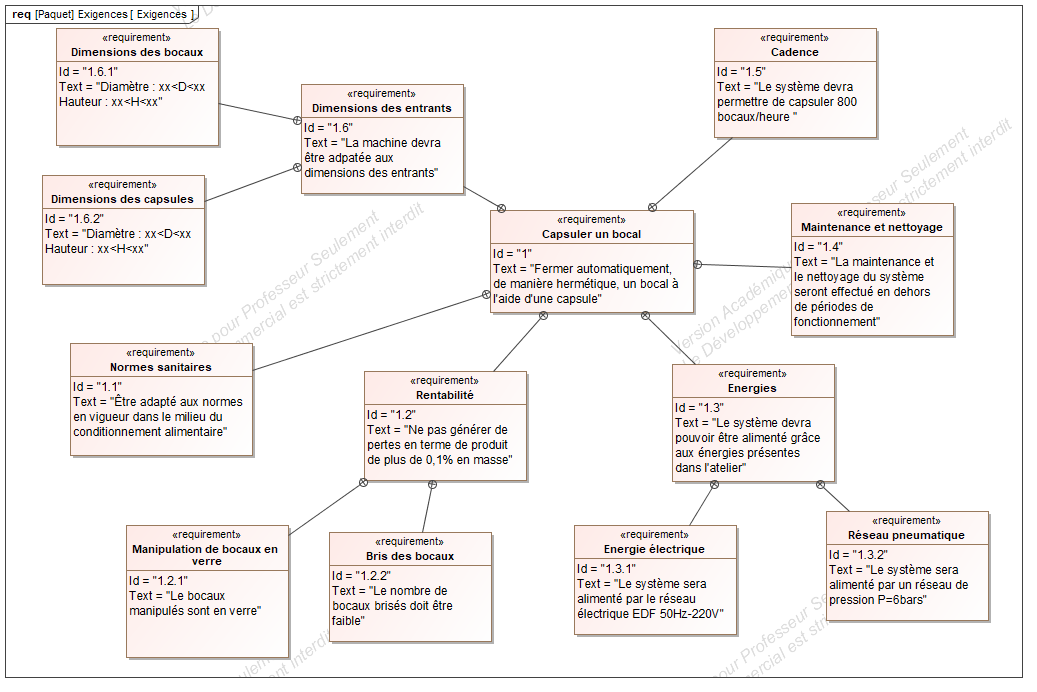 req [Paquet] Exigences [ Exigences ]
«requirement»
Dimensions des bocaux
Id = "1.6.1"
Text = "Diamètre : xx<D<xx
Hauteur : xx<H<xx"
«requirement»
Dimensions des entrants
Id = "1.6"
Text = "La machine devra
être adpatée aux
dimensions des entrants"
«requirement»
Cadence
Id = "1.5"
Text = "Le système devra
permettre de capsuler 800
bocaux/heure "
«requirement»
Dimensions des capsules
Id = "1.6.2"
Text = "Diamètre : xx<D<xx
Hauteur : xx<H<xx"
«requirement»
Capsuler un bocal
Id = "1"
Text = "Fermer automatiquement,
de manière hermétique, un bocal à
l'aide d'une capsule"
«requirement»
Maintenance et nettoyage
Id = "1.4"
Text = "La maintenance et
le nettoyage du système
seront effectué en dehors
de périodes de
fonctionnement"
«requirement»
Normes sanitaires
Id = "1.1"
Text = "Être adapté aux normes
en vigueur dans le milieu du
conditionnement alimentaire"
«requirement»
Rentabilité
Id = "1.2"
Text = "Ne pas générer de
pertes en terme de produit
de plus de 0,1% en masse"
«requirement»
Energies
Id = "1.3"
Text = "Le système devra
pouvoir être alimenté grâce
aux énergies présentes
dans l'atelier"
«requirement»
Manipulation de bocaux en
verre
Id = "1.2.1"
Text = "Le bocaux
manipulés sont en verre"
«requirement»
Bris des bocaux
Id = "1.2.2"
Text = "Le nombre de
bocaux brisés doit être
faible"
«requirement»
Energie électrique
Id = "1.3.1"
Text = "Le système sera
alimenté par le réseau
électrique EDF 50Hz-220V"
«requirement»
Réseau pneumatique
Id = "1.3.2"
Text = "Le système sera
alimenté par un réseau de
pression P=6bars"
pour Professeur Seulement
est strictement interdit
Version Académique
Le Développement
Seulement
strictement interdit
pour Professeur